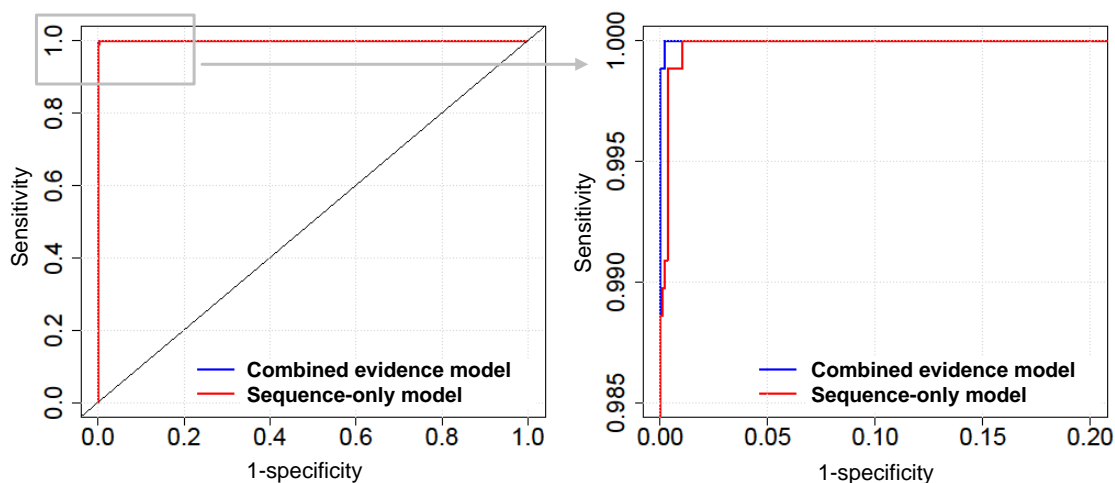 1.0
0.8
0.6
0.4
0.2
0.0
Sensitivity
Combined evidence model
Sequence-only model
0.0 0.2 0.4 0.6 0.8 1.0
1-specificity
1.000
0.995
0.990
0.985
Sensitivity
Combined evidence model
Sequence-only model
0.00 0.05 0.10 0.15 0.20
1-specificity